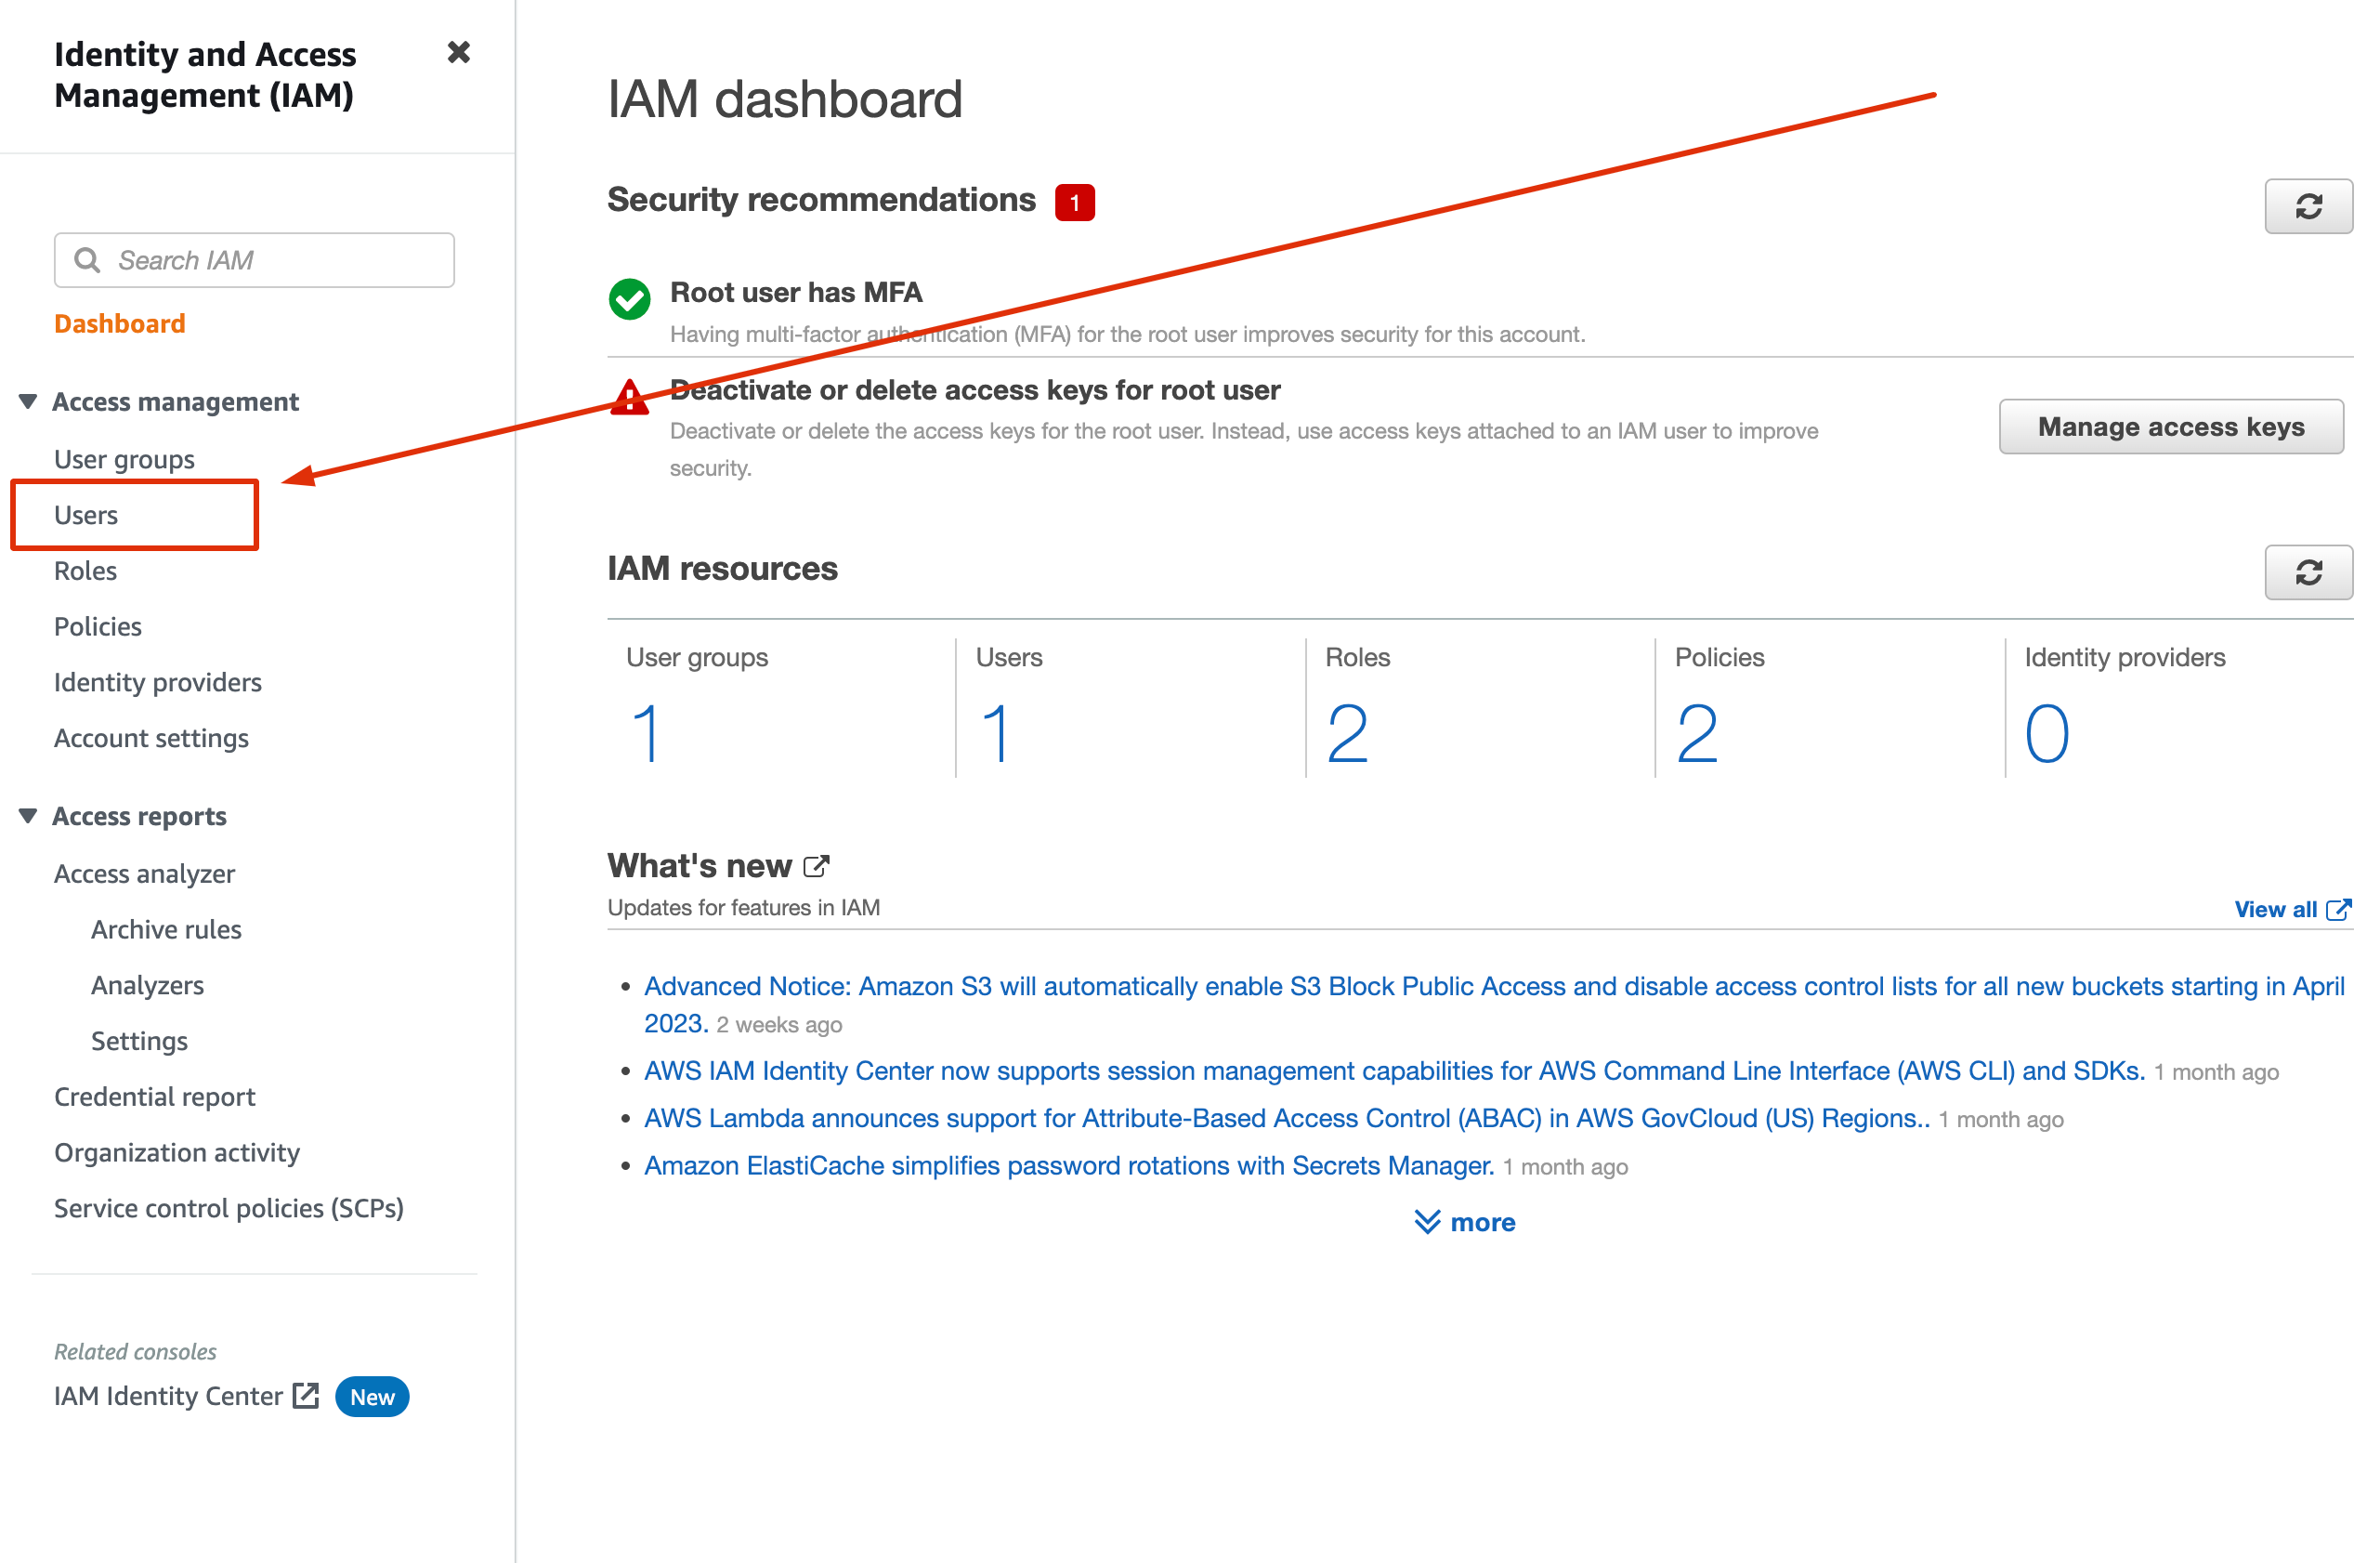 Identity and Access
Management (IAM)
Search IAM
Dashboard
Access management
User groups
Users
Roles
Policies
Identity providers
Account settings
Access reports
Access analyzer
Archive rules
Analyzers
Settings
Credential report
Organization activity
Service control policies (SCPs)
Related consoles
IAM Identity Center New
IAM dashboard
Security recommendations 1
Root user has MFA
Having multi-factor authentication (MFA) for the root user improves security for this account.
Deactivate or delete access keys for root user
Deactivate or delete the access keys for the root user. Instead, use access keys attached to an IAM user to improve
security.
Manage access keys
IAM resources
User groups Users Roles Policies Identity providers
1 1 2 2 0
What's new
Updates for features in IAM
View all
Advanced Notice: Amazon S3 will automatically enable S3 Block Public Access and disable access control lists for all new buckets starting in April
2023. 2 weeks ago
AWS IAM Identity Center now supports session management capabilities for AWS Command Line Interface (AWS CLI) and SDKs. 1 month ago
AWS Lambda announces support for Attribute-Based Access Control (ABAC) in AWS GovCloud (US) Regions.. 1 month ago
Amazon ElastiCache simplifies password rotations with Secrets Manager. 1 month ago
more